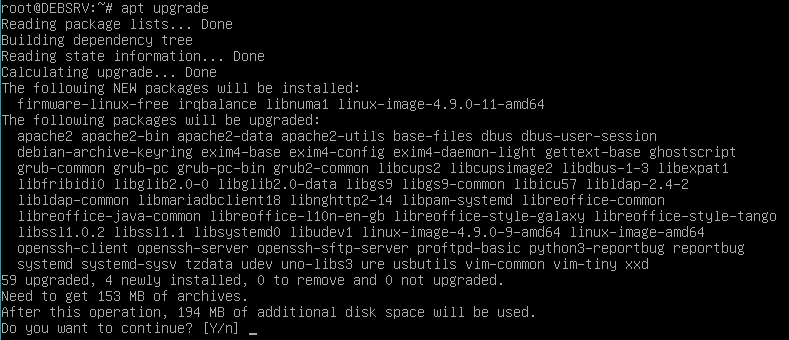 root@DEBSRV:~# apt upgrade
Reading package lists... Done
Building dependency tree
Reading state information... Done
Calculating upgrade... Done
The following NEW packages will be installed:
  firmware-linux-free irqbalance libnuma1 linux-image-4.9.0-11-amd64
The following packages will be upgraded:
  apache2 apache2-bin apache2-data apache2-utils base-files dbus dbus-user-session
  debian-archive-keyring exim4-base exim4-config exim4-daemon-light gettext-base ghostscript
  grub-common grub-pc grub-pc-bin grub2-common libcups2 libcupsimage2 libdbus-1-3 libexpat1
  libfribidi0 libglib2.0-0 libglib2.0-data libgs9 libgs9-common libicu57 libldap-2.4-2
  libldap-common libmariadbclient18 libnghttp2-14 libpam-systemd libreoffice-common
  libreoffice-java-common libreoffice-l10n-en-gb libreoffice-style-galaxy libreoffice-style-tango
  libssl1.0.2 libssl1.1 libsystemd0 libudev1 linux-image-4.9.0-9-amd64 linux-image-amd64
  openssh-client openssh-server openssh-sftp-server proftpd-basic python3-reportbug reportbug
  systemd systemd-sysv tzdata udev uno-libs3 ure usbutils vim-common vim-tiny xxd
59 upgraded, 4 newly installed, 0 to remove and 0 not upgraded.
Need to get 153 MB of archives.
After this operation, 194 MB of additional disk space will be used.
Do you want to continue? [Y/n] _